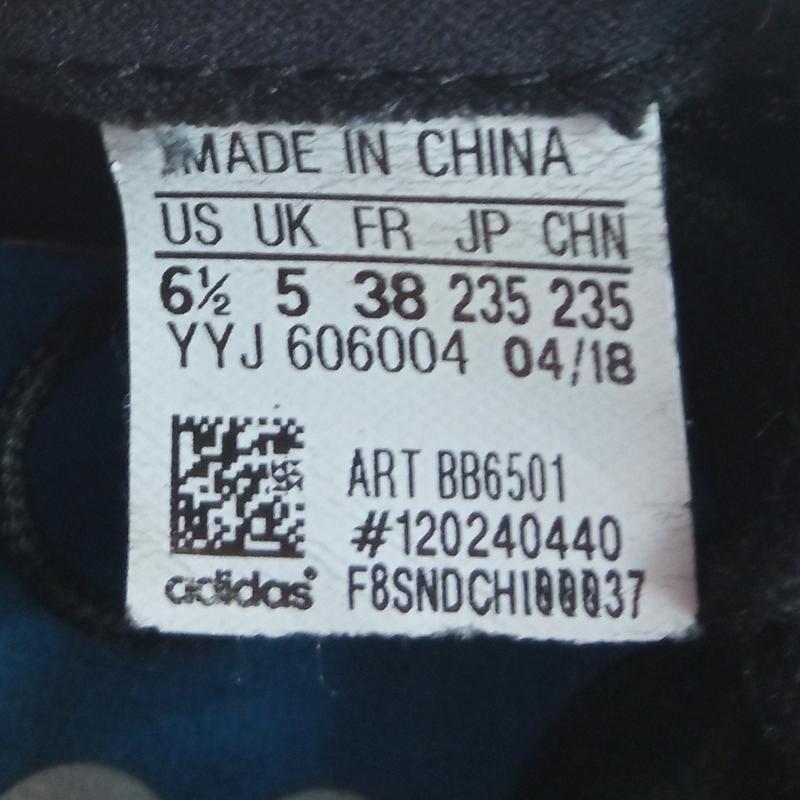 MADE IN CHINA
US UK FR JP CHN
6½ 5 38 235 235
YYJ 606004 04/18
ART BB6501
#120240440
adidas® F8SNDCHI00037